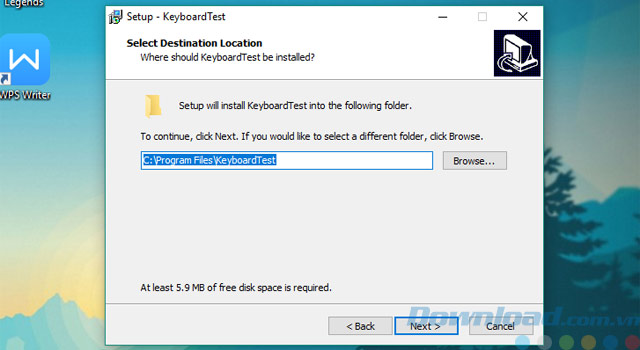 Legends
WPS Writer
Setup - KeyboardTest
Select Destination Location
Where should KeyboardTest be installed?
Setup will install KeyboardTest into the following folder.
To continue, click Next. If you would like to select a different folder, click Browse.
C:\Program Files\KeyboardTest
Browse...
At least 5.9 MB of free disk space is required.
< Back
Next >
Cancel
Download.com.vn